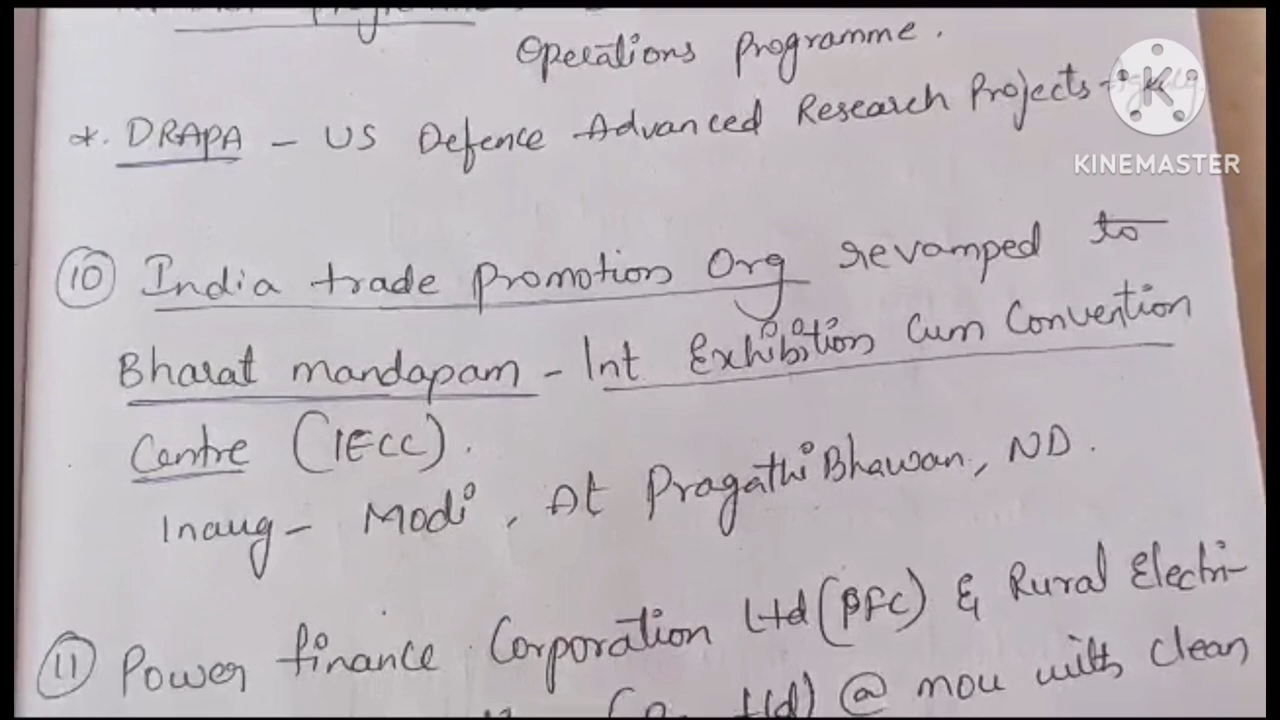 Programme
Operations Programme.
*. DRAPA - US Defence Advanced Research Projects
KINEMASTER
10 India trade promotion Org revamped to
Bharat mandapam - Int Exhibition Cum Convention
Centre (IECC).
Inaug - Modi, At Pragathi Bhawan, ND.
11 Power finance Corporation Ltd (PFC) & Rural Electri-
Ltd) @ mou with clean